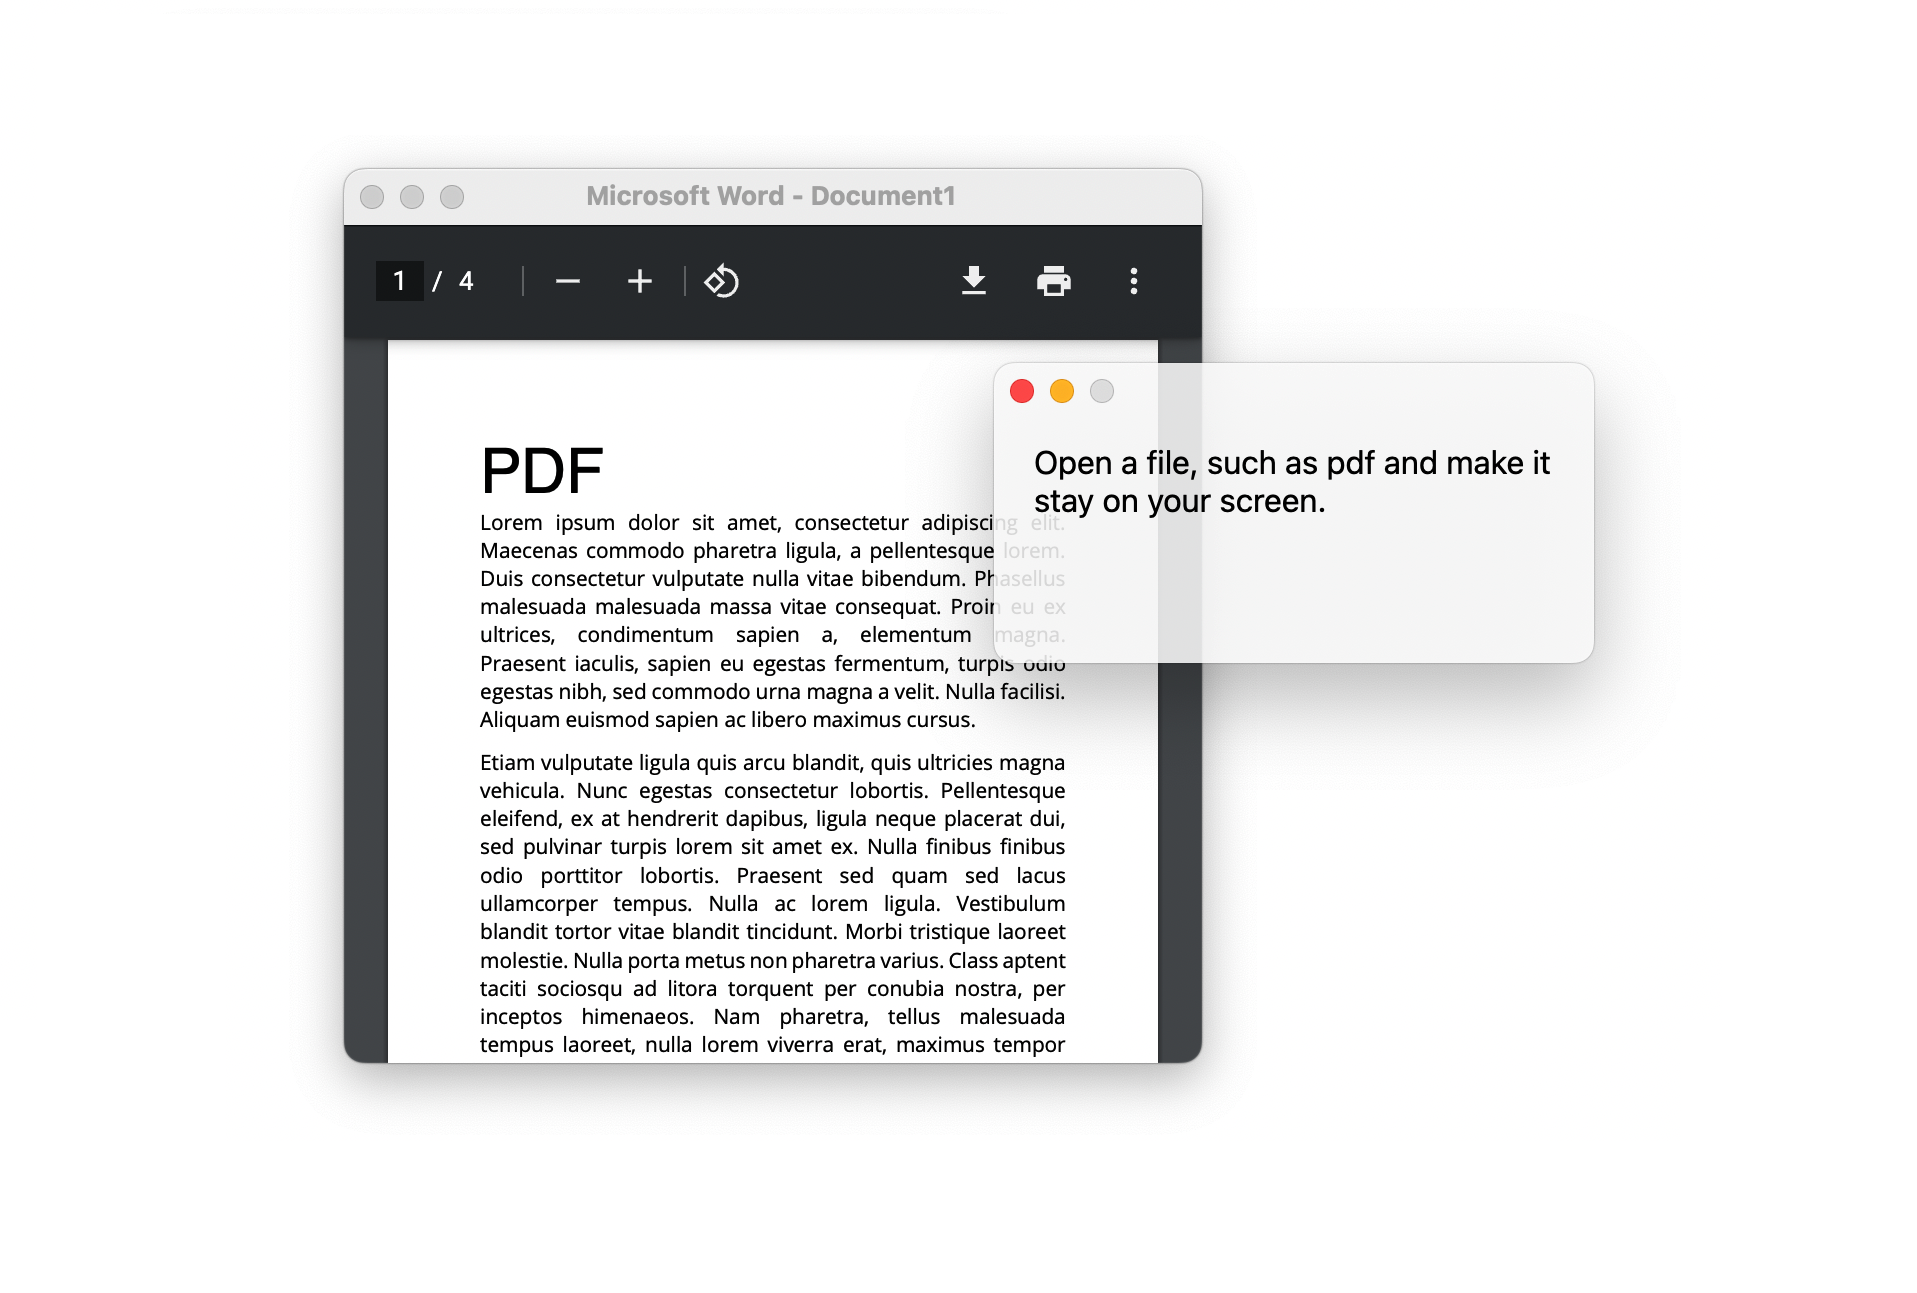 Microsoft Word - Document1
1 / 4
PDF
Open a file, such as pdf and make it
stay on your screen.
Lorem ipsum dolor sit amet, consectetur adipiscing elit.
Maecenas commodo pharetra ligula, a pellentesque lorem.
Duis consectetur vulputate nulla vitae bibendum. Phasellus
malesuada malesuada massa vitae consequat. Proin eu ex
ultrices, condimentum sapien a, elementum magna.
Praesent iaculis, sapien eu egestas fermentum, turpis odio
egestas nibh, sed commodo urna magna a velit. Nulla facilisi.
Aliquam euismod sapien ac libero maximus cursus.
Etiam vulputate ligula quis arcu blandit, quis ultricies magna
vehicula. Nunc egestas consectetur lobortis. Pellentesque
eleifend, ex at hendrerit dapibus, ligula neque placerat dui,
sed pulvinar turpis lorem sit amet ex. Nulla finibus finibus
odio porttitor lobortis. Praesent sed quam sed lacus
ullamcorper tempus. Nulla ac lorem ligula. Vestibulum
blandit tortor vitae blandit tincidunt. Morbi tristique laoreet
molestie. Nulla porta metus non pharetra varius. Class aptent
taciti sociosqu ad litora torquent per conubia nostra, per
inceptos himenaeos. Nam pharetra, tellus malesuada
tempus laoreet, nulla lorem viverra erat, maximus tempor